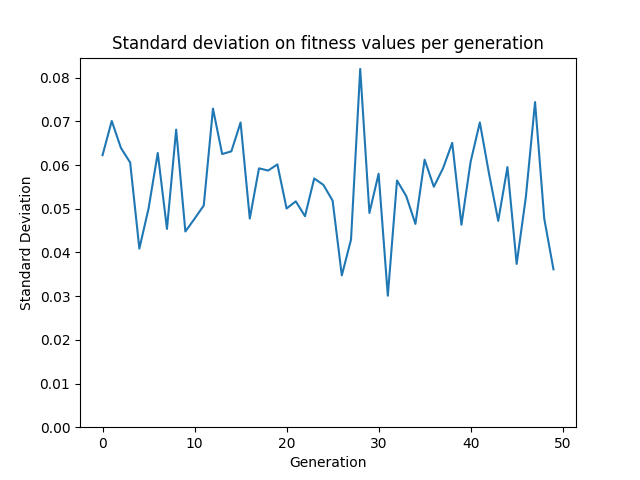 Standard deviation on fitness values per generation
0.08
0.07
0.06
0.05
0.04
0.03
0.02
0.01
0.00
Standard Deviation
0 10 20 30 40 50
Generation